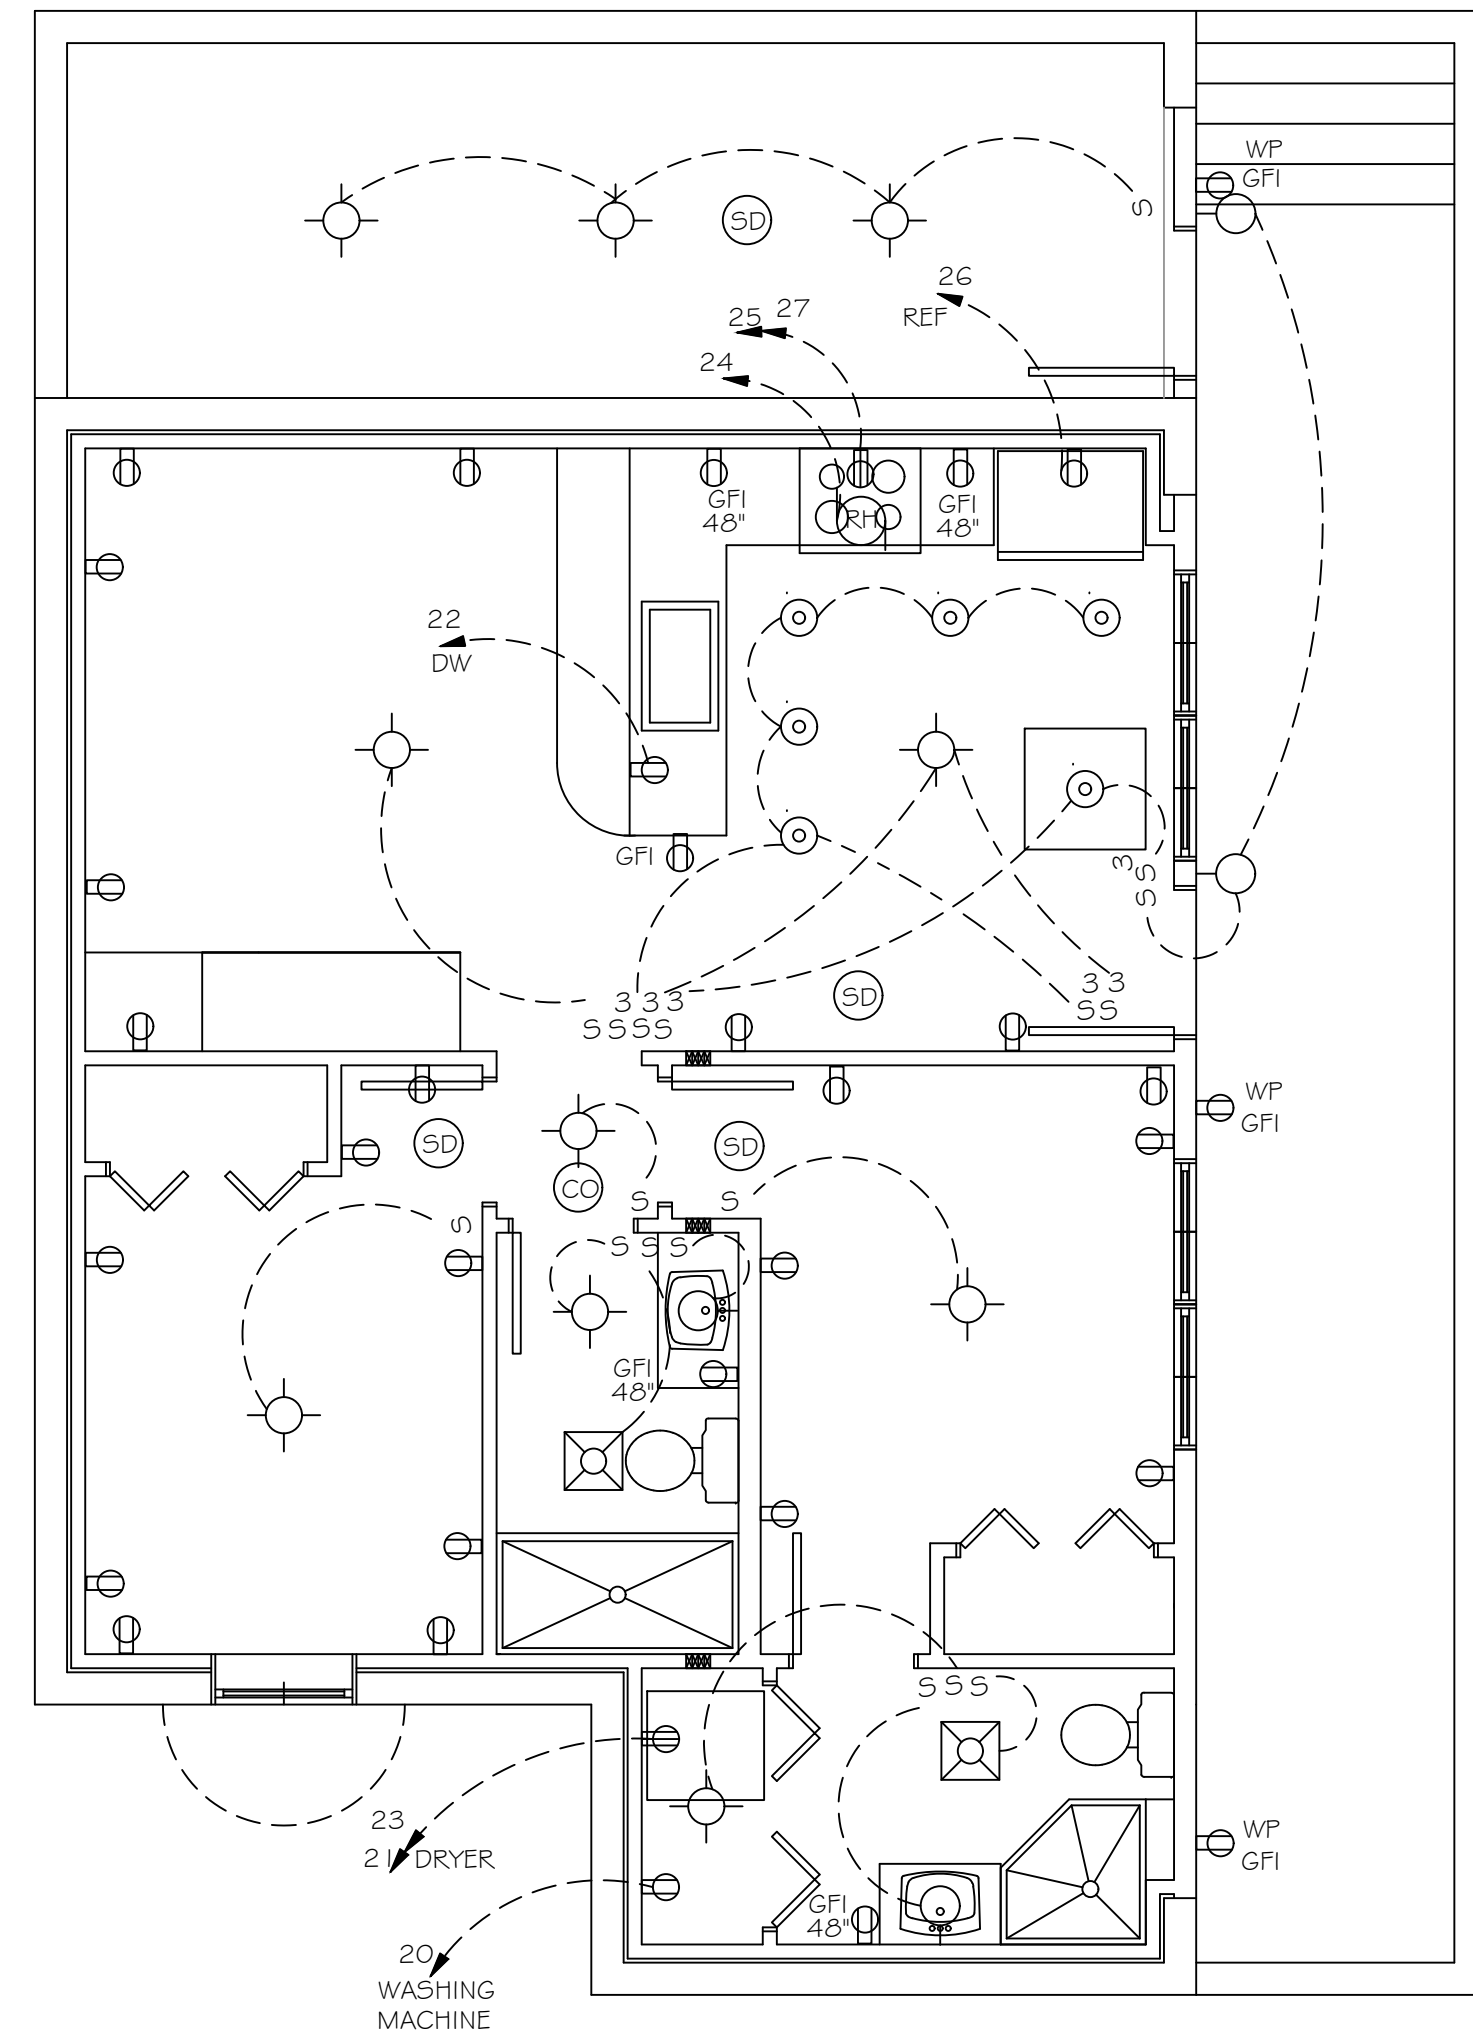 WP
GFI
SD
S
26
REF
25 27
24
GFI
48"
RH
GFI
48"
22
DW
GFI
3
S S
3 3 3
S S S S
SD
3 3
S S
WP
GFI
SD
SD
CO
S
S
S
S S S
GFI
48"
S S S
23
21 DRYER
WP
GFI
GFI
48"
20
WASHING
MACHINE